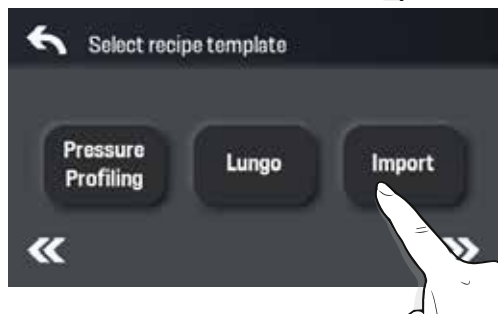 Select recipe template
Pressure
Profiling
Lungo
Import